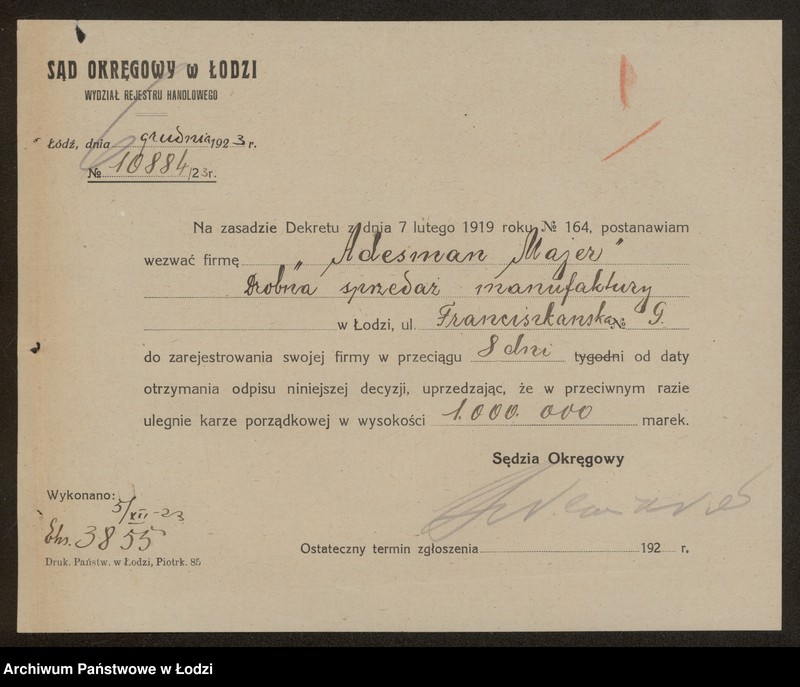 SĄD OKRĘGOWY w ŁODZI
WYDZIAŁ REJESTRU HANDLOWEGO
Łódź, dnia grudnia 1923 r.
№ 10884/23r.
Na zasadzie Dekretu z dnia 7 lutego 1919 roku № 164, postanawiam
wezwać firmę „Adesman Majer"
Drobna sprzedaż manufaktury
w Łodzi, ul. Franciszkańska № 9.
do zarejestrowania swojej firmy w przeciągu 8 dni tygodni od daty
otrzymania odpisu niniejszej decyzji, uprzedzając, że w przeciwnym razie
ulegnie karze porządkowej w wysokości 1.000.000 marek.
Sędzia Okręgowy
Wykonano:
5/XII-23
3855
Ostateczny termin zgłoszenia 192 r.
Druk. Państw. w Łodzi, Piotrk. 85
Archiwum Państwowe w Łodzi